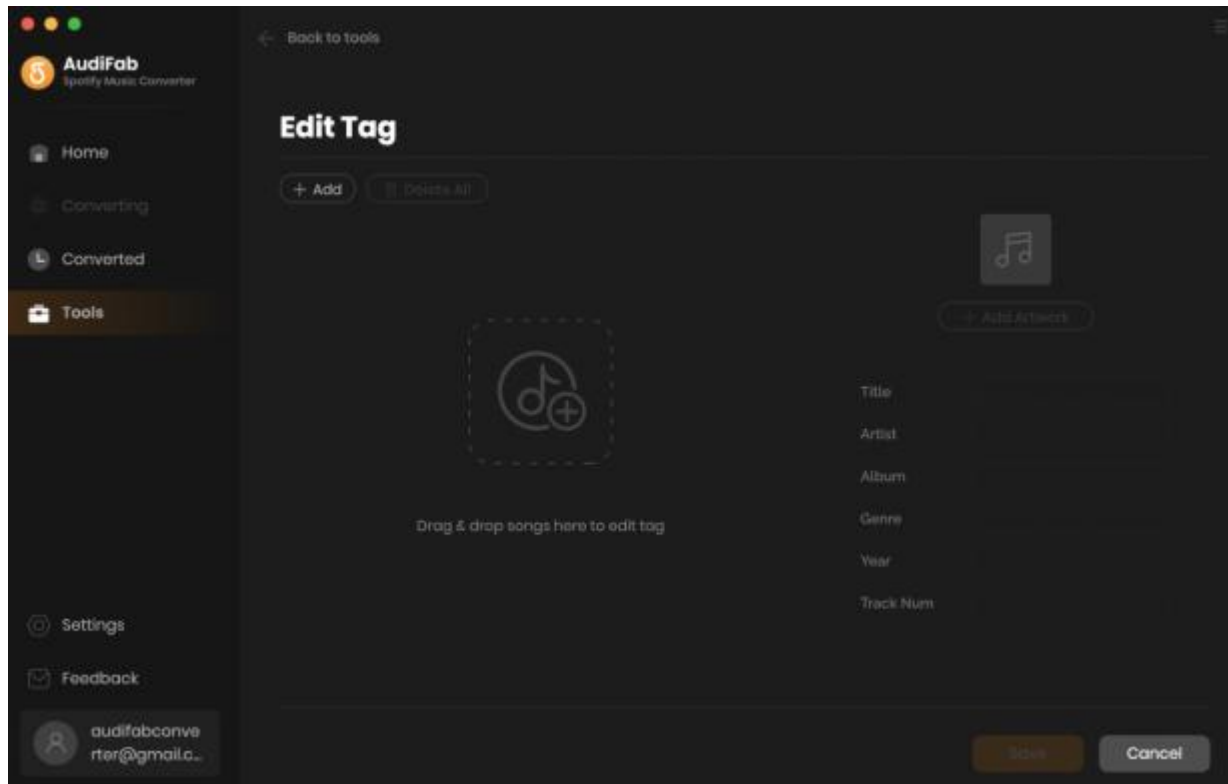 AudiFab
Spotify Music Converter
Home
Converting
Converted
Tools
Settings
Feedback
audifabconve
rter@gmail.c...
Back to tools
Edit Tag
+ Add
Delete All
Drag & drop songs here to edit tag
+ Add Artwork
Title
Artist
Album
Genre
Year
Track Num
Save
Cancel